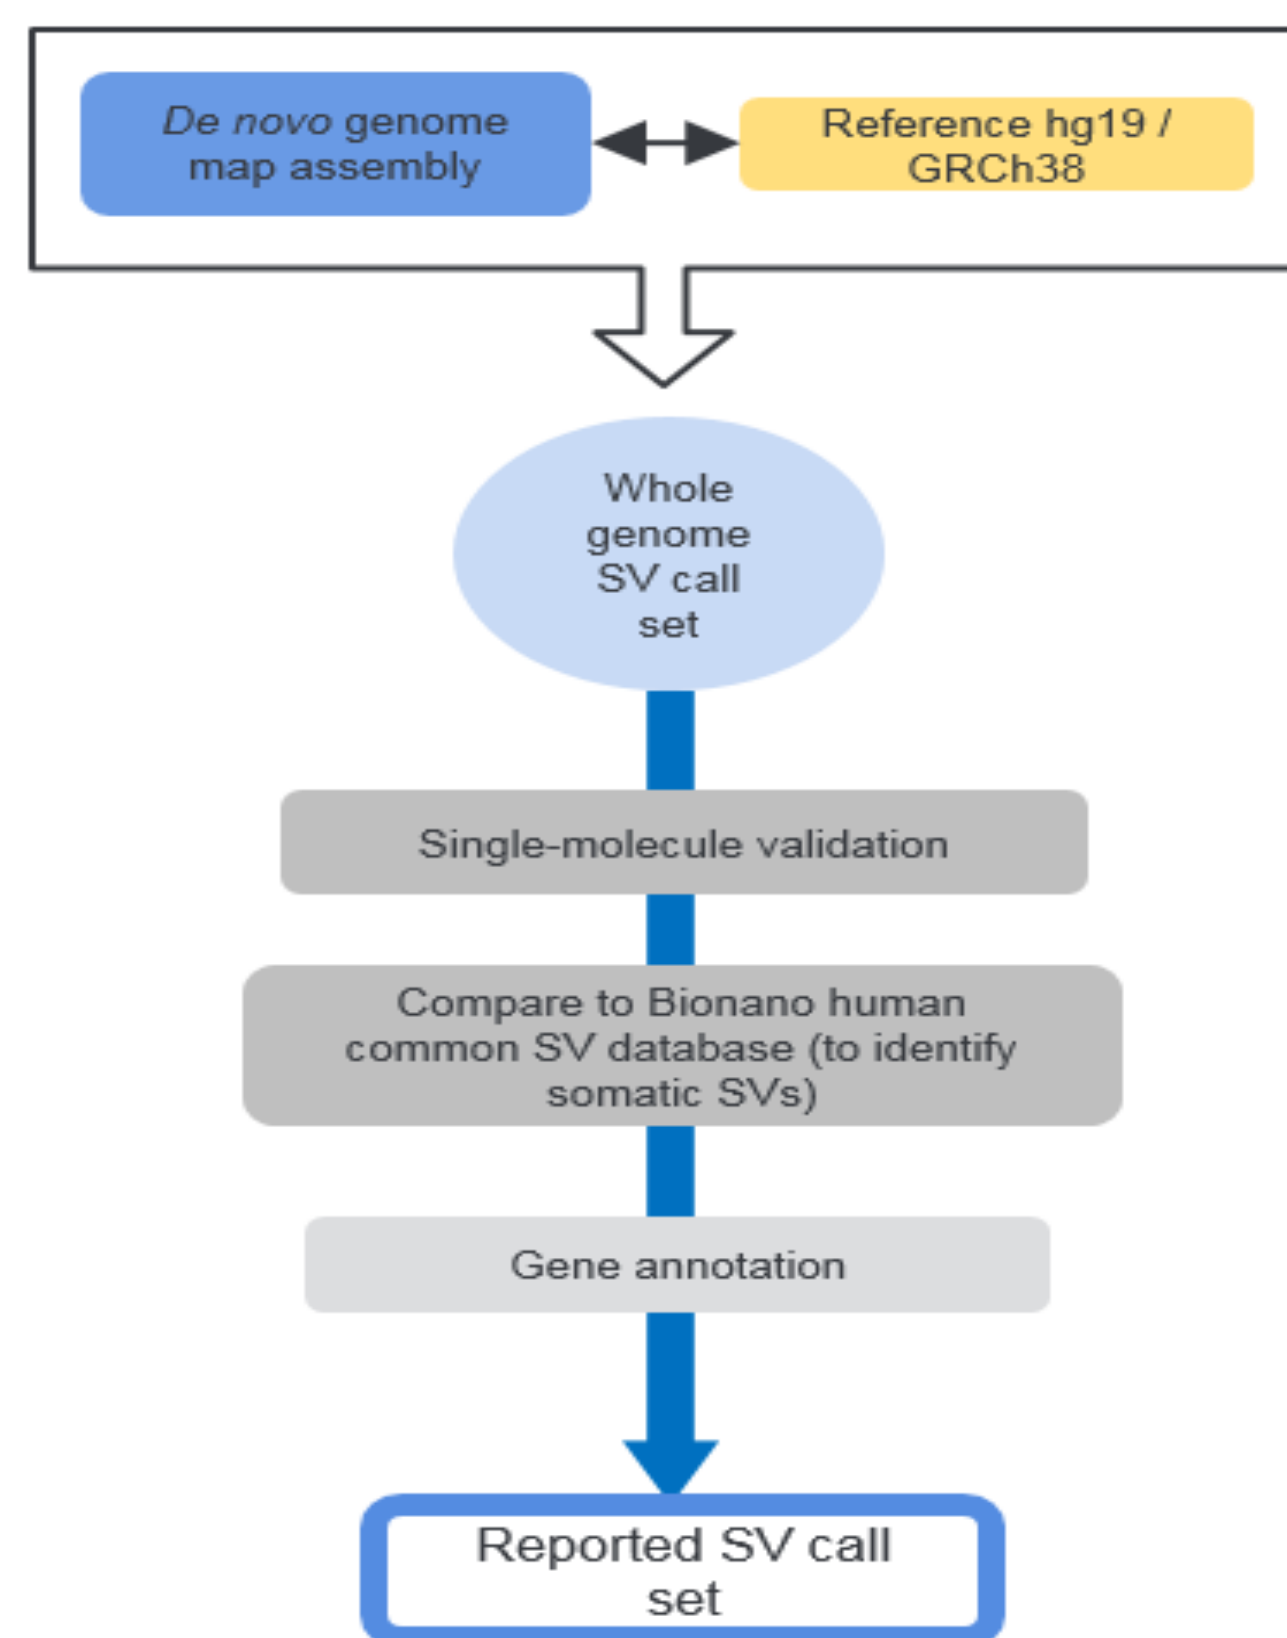 De novo genome
map assembly
Reference hg19 /
GRCh38
Whole
genome
SV call
set
Single-molecule validation
Compare to Bionano human
common SV database (to identify
somatic SVs)
Gene annotation
Reported SV call
set